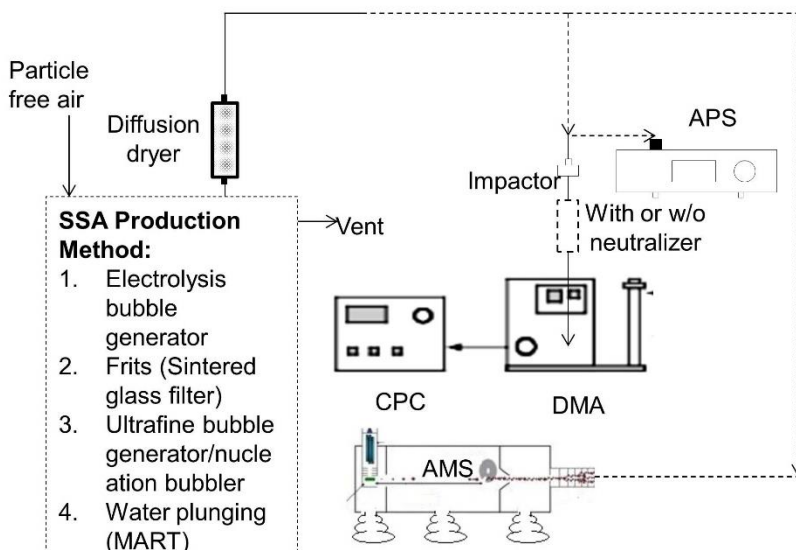 Particle
free air
Diffusion
dryer
APS
Impactor
With or w/o
neutralizer
SSA Production
Method:
Vent
1. Electrolysis
bubble
generator
2. Frits (Sintered
glass filter)
3. Ultrafine bubble
generator/nucle
ation bubbler
4. Water plunging
(MART)
CPC
DMA
AMS